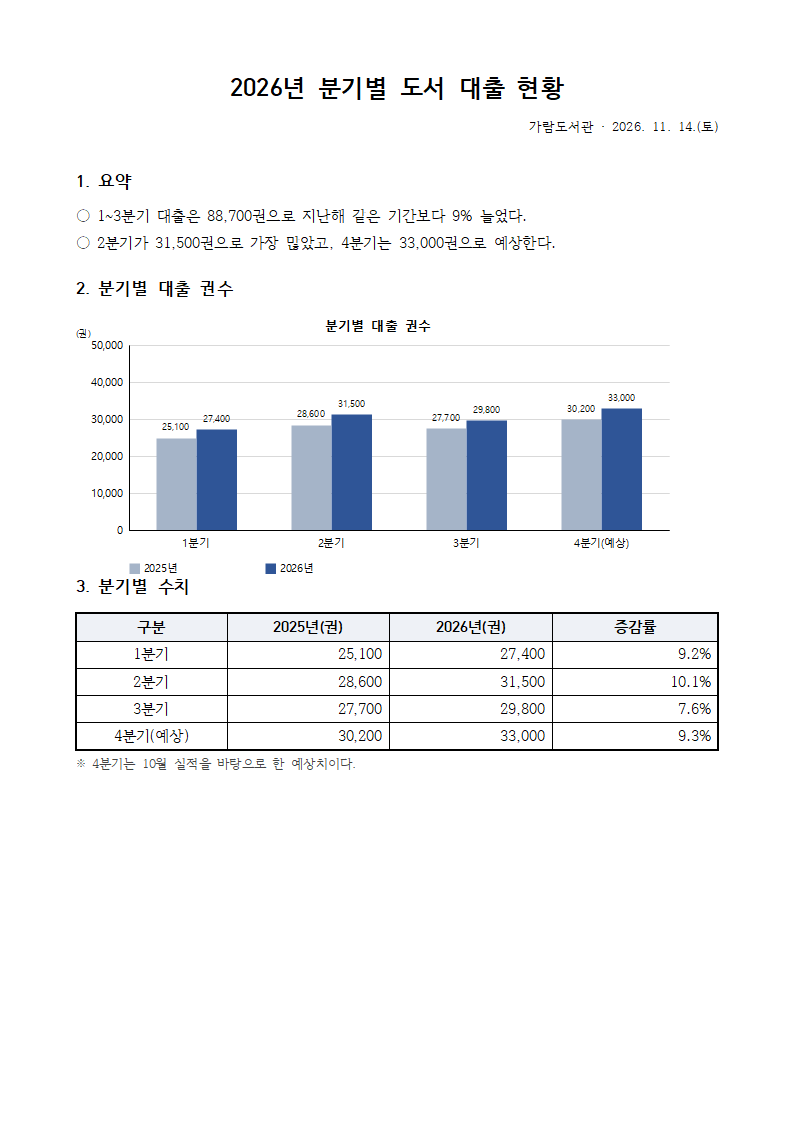 2026년 분기별 도서 대출 현황
가람도서관 · 2026. 11. 14.(토)
1. 요약
○ 1~3분기 대출은 88,700권으로 지난해 같은 기간보다 9% 늘었다.
○ 2분기가 31,500권으로 가장 많았고, 4분기는 33,000권으로 예상한다.
2. 분기별 대출 권수
분기별 대출 권수
(권)
50,000
40,000
30,000
20,000
10,000
0
25,100 27,400
28,600 31,500
27,700 29,800
30,200 33,000
1분기 2분기 3분기 4분기(예상)
2025년 2026년
3. 분기별 수치
구분 2025년(권) 2026년(권) 증감률
1분기 25,100 27,400 9.2%
2분기 28,600 31,500 10.1%
3분기 27,700 29,800 7.6%
4분기(예상) 30,200 33,000 9.3%
※ 4분기는 10월 실적을 바탕으로 한 예상치이다.